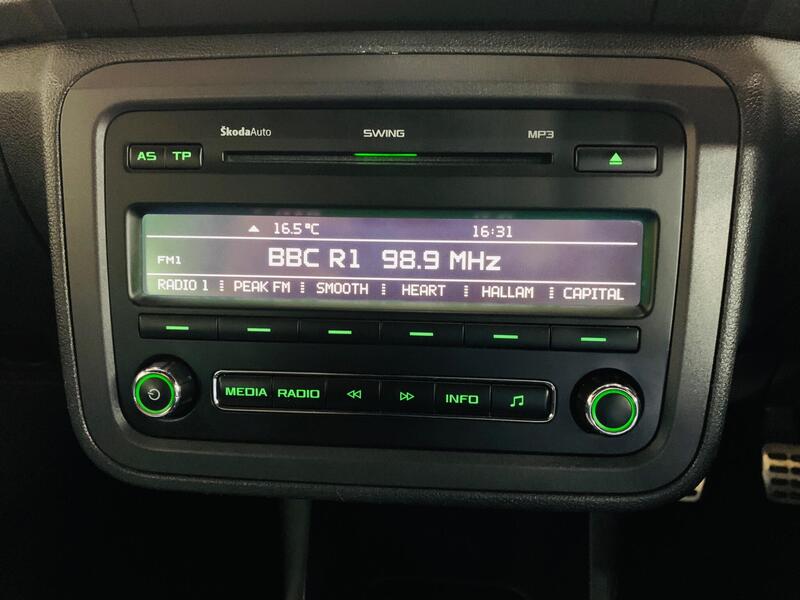 ŠkodaAuto SWING MP3
AS TP
16.5°C 16:31
FM1 BBC R1 98.9 MHz
RADIO 1 PEAK FM SMOOTH HEART HALLAM CAPITAL
MEDIA RADIO INFO